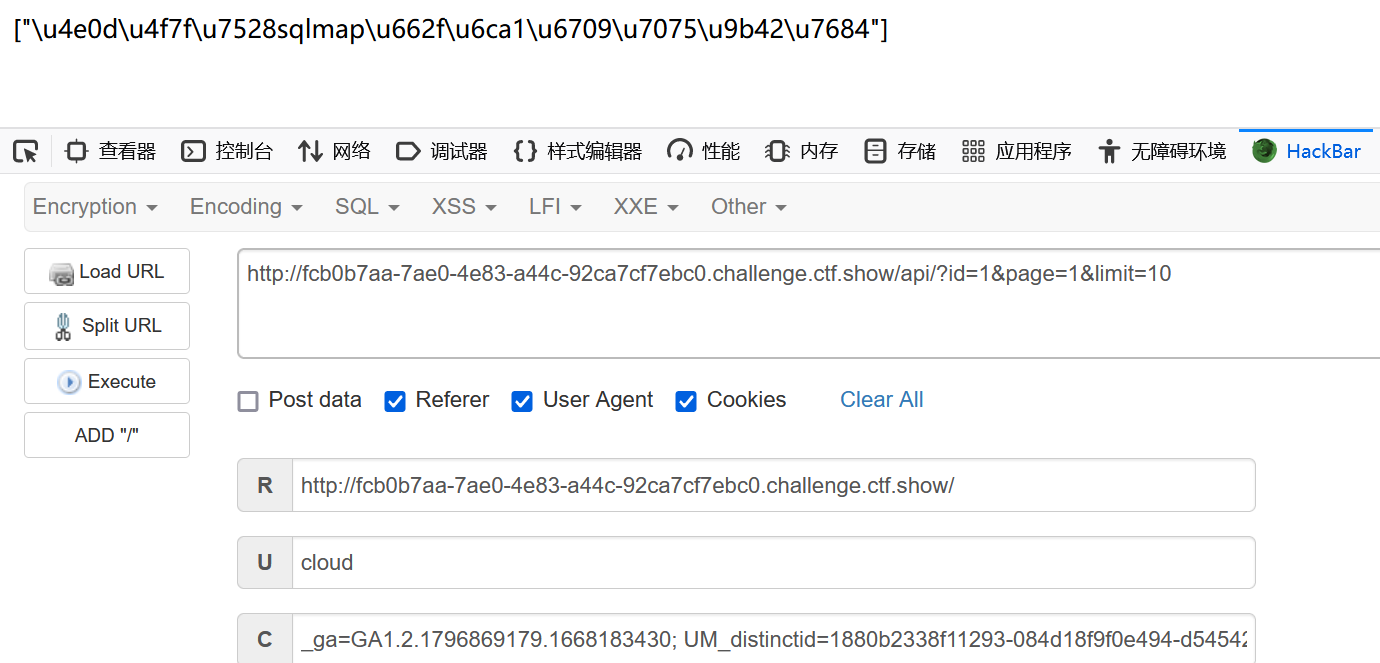 ["\u4e0d\u4f7f\u7528sqlmap\u662f\u6ca1\u6709\u7075\u9b42\u7684"]
查看器 控制台 网络 调试器 {} 样式编辑器 性能 内存 存储 应用程序 无障碍环境 HackBar
Encryption Encoding SQL XSS LFI XXE Other
Load URL
http://fcb0b7aa-7ae0-4e83-a44c-92ca7cf7ebc0.challenge.ctf.show/api/?id=1&page=1&limit=10
Split URL
Execute
Post data Referer User Agent Cookies Clear All
ADD "/"
R http://fcb0b7aa-7ae0-4e83-a44c-92ca7cf7ebc0.challenge.ctf.show/
U cloud
C _ga=GA1.2.1796869179.1668183430; UM_distinctid=1880b2338f11293-084d18f9f0e494-d54542